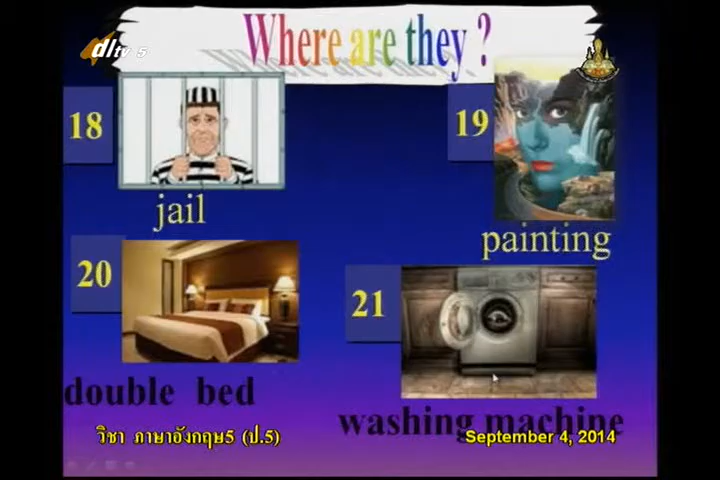 Where are they ?
dltv 5
18
19
jail
painting
20
21
double bed
washing machine
วิชา ภาษาอังกฤษ5 (ป.5)
September 4, 2014